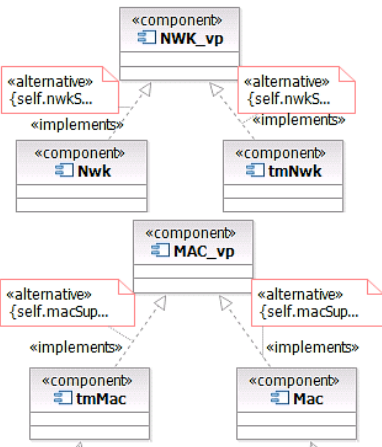 «component»
NWK_vp
«alternative»
{self.nwkS...
«alternative»
{self.nwkS...
«implements»
«implements»
«component»
Nwk
«component»
tmNwk
«component»
MAC_vp
«alternative»
{self.macSup...
«alternative»
{self.macSup...
«implements»
«implements»
«component»
tmMac
«component»
Mac